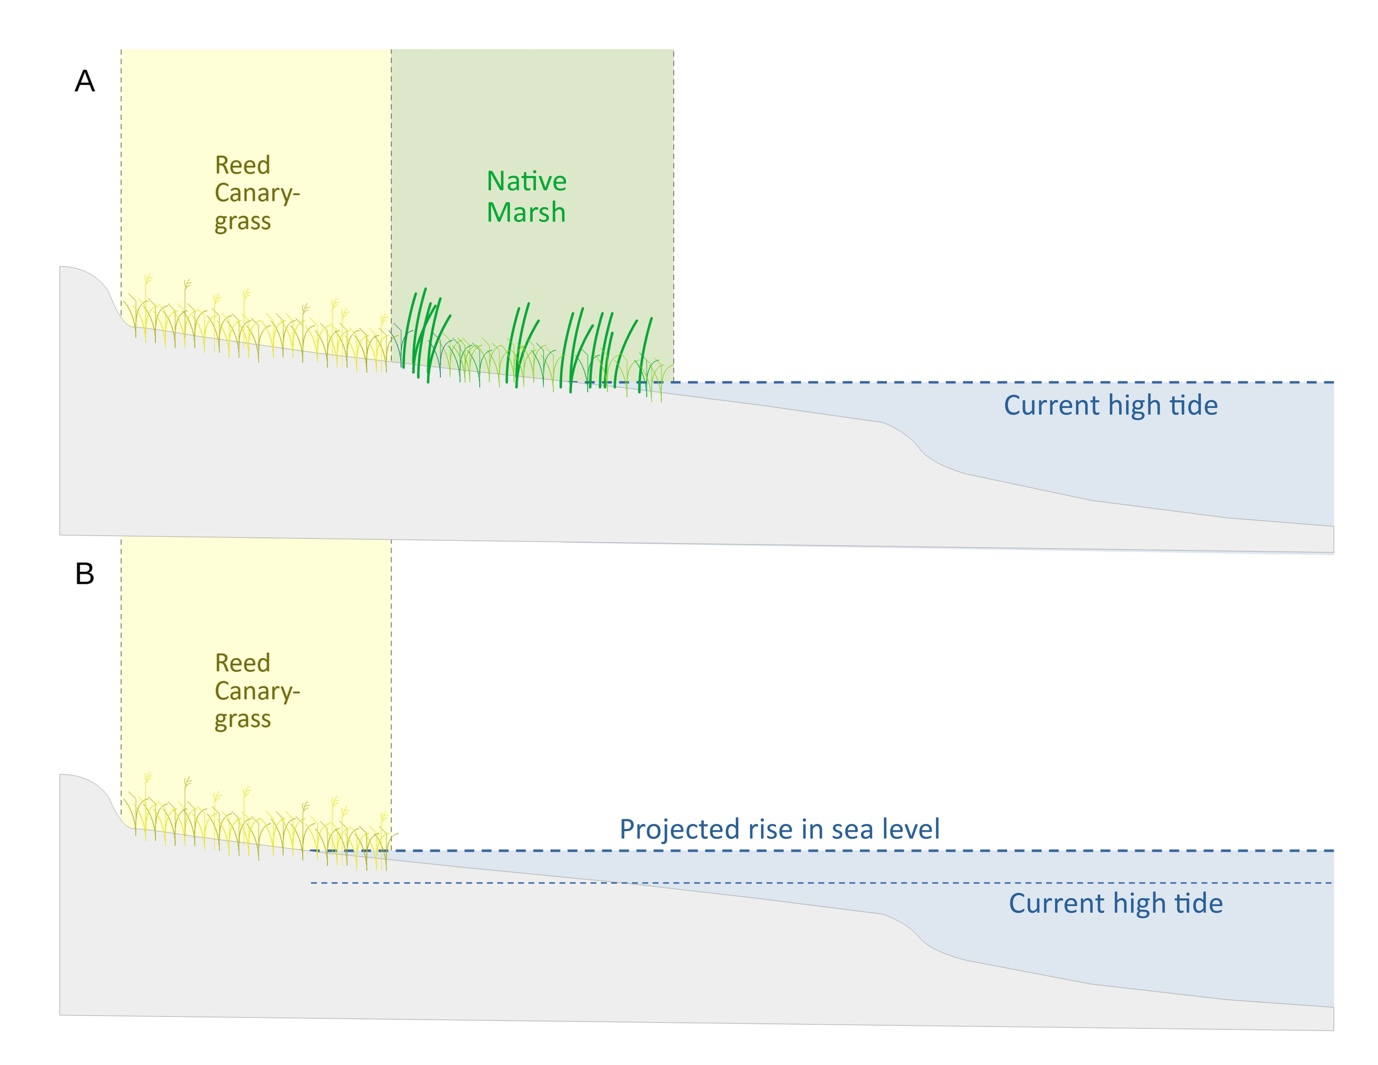 A
Reed
Canary-
grass
Native
Marsh
Current high tide
B
Reed
Canary-
grass
Projected rise in sea level
Current high tide